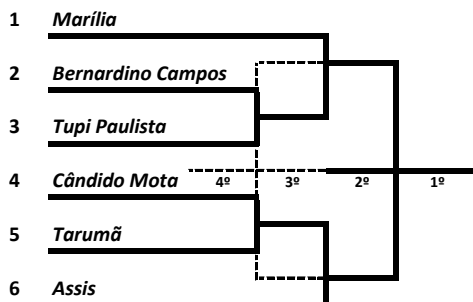 1 Marília
2 Bernardino Campos
3 Tupi Paulista
4 Cândido Mota 4º 3º 2º 1º
5 Tarumã
6 Assis